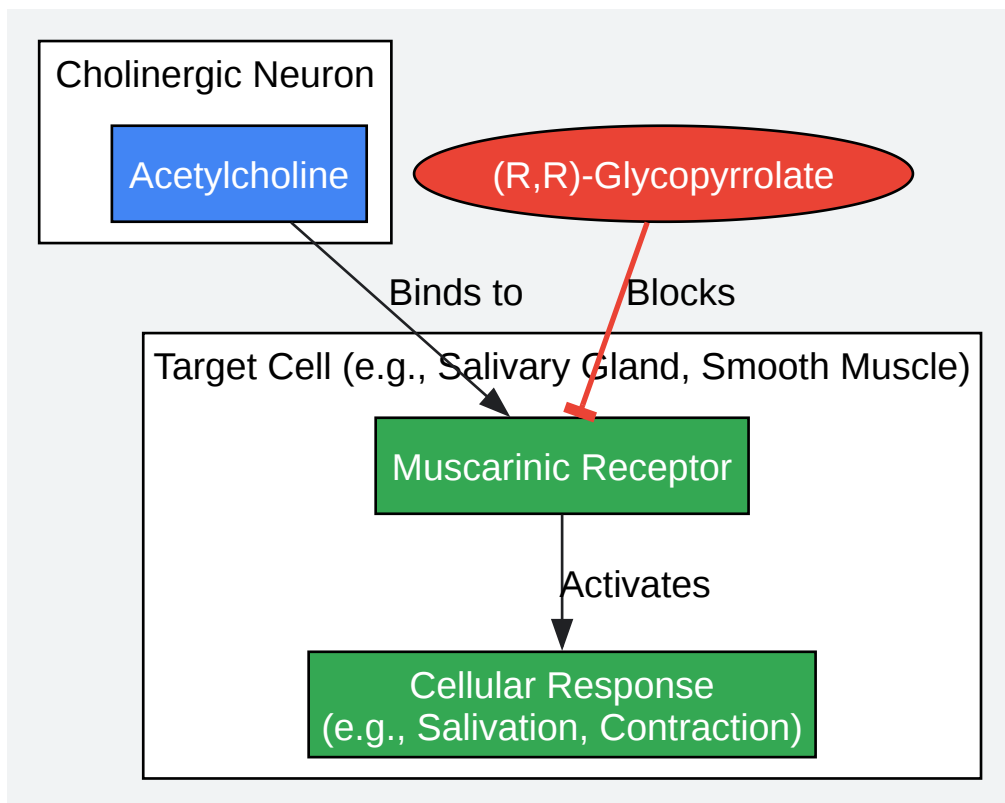 Cholinergic Neuron
Acetylcholine
(R,R)-Glycopyrrolate
Binds to
Blocks
Target Cell (e.g., Salivary Gland, Smooth Muscle)
Muscarinic Receptor
Activates
Cellular Response
(e.g., Salivation, Contraction)